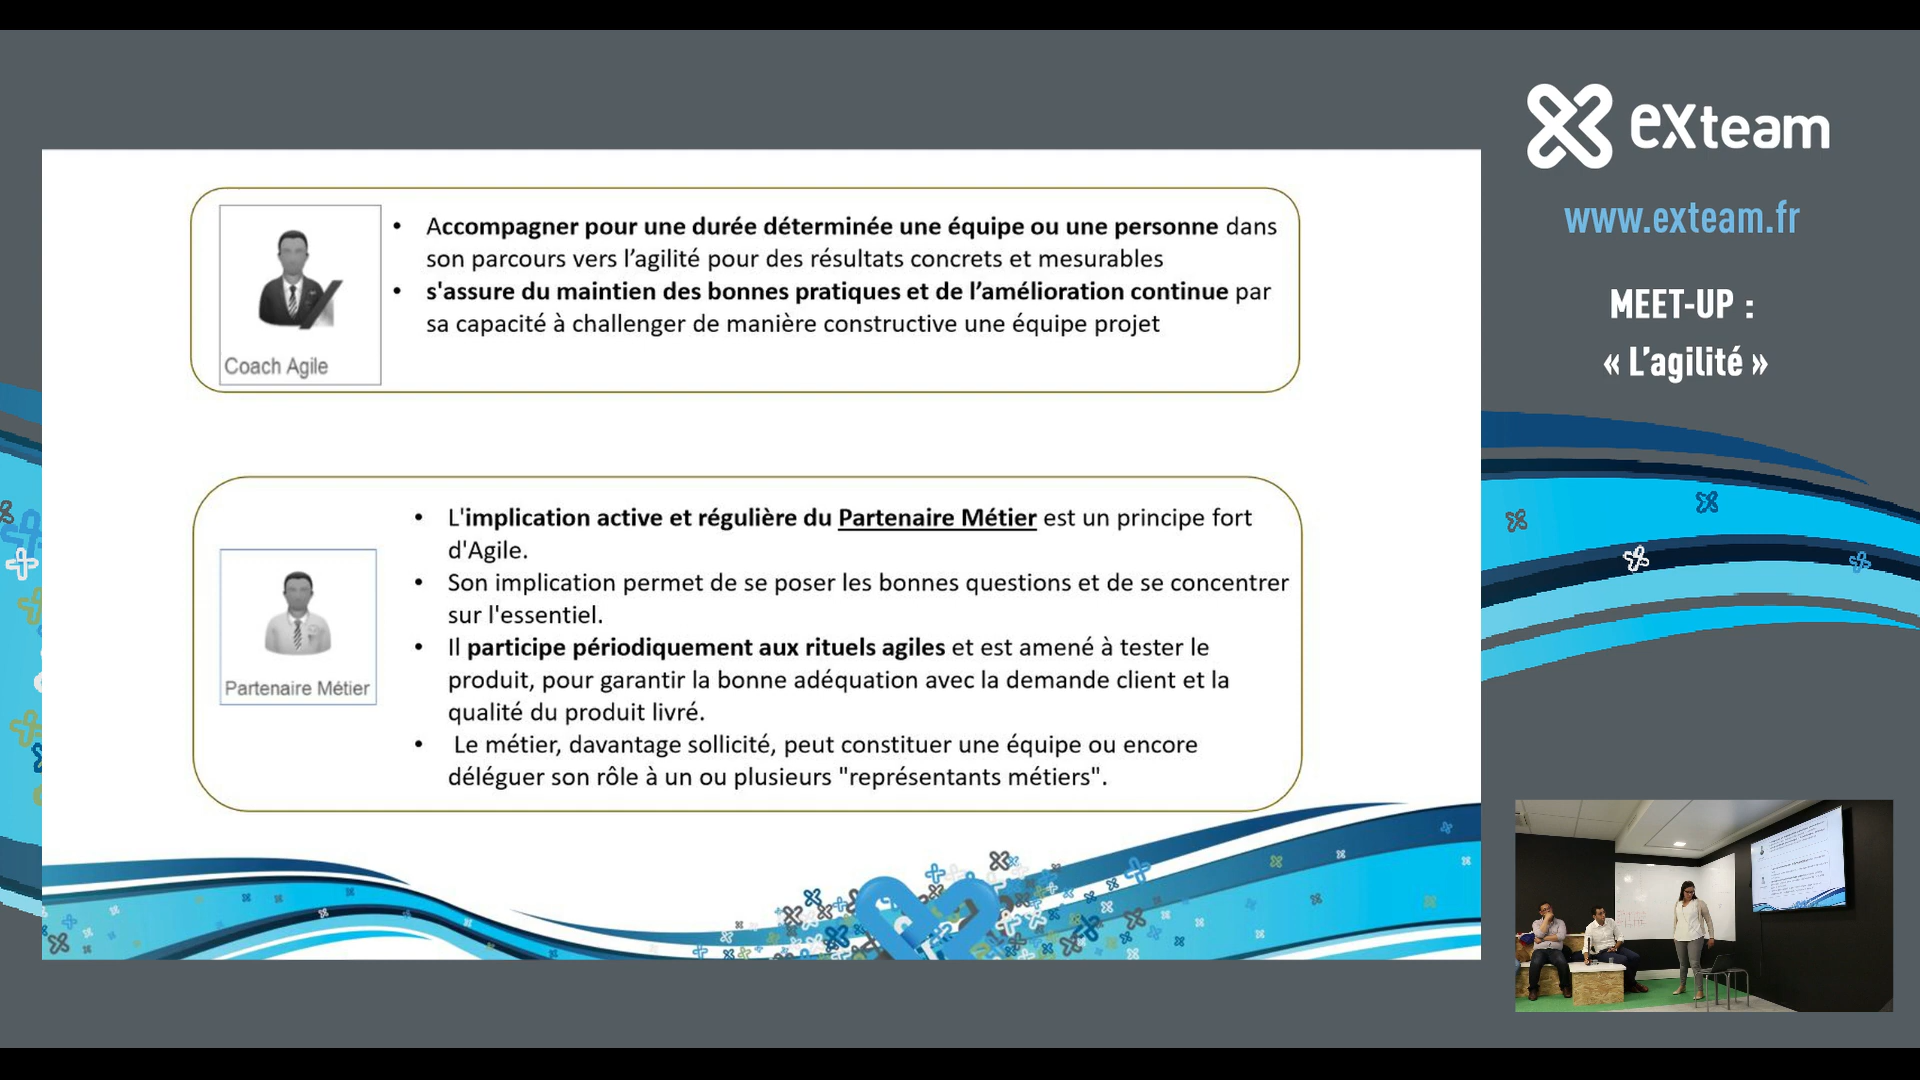 exteam
www.exteam.fr
MEET-UP :
« L’agilité »
• Accompagner pour une durée déterminée une équipe ou une personne dans
son parcours vers l’agilité pour des résultats concrets et mesurables
• s'assure du maintien des bonnes pratiques et de l’amélioration continue par
sa capacité à challenger de manière constructive une équipe projet
Coach Agile
• L'implication active et régulière du Partenaire Métier est un principe fort
d'Agile.
• Son implication permet de se poser les bonnes questions et de se concentrer
sur l'essentiel.
• Il participe périodiquement aux rituels agiles et est amené à tester le
produit, pour garantir la bonne adéquation avec la demande client et la
qualité du produit livré.
• Le métier, davantage sollicité, peut constituer une équipe ou encore
déléguer son rôle à un ou plusieurs "représentants métiers".
Partenaire Métier